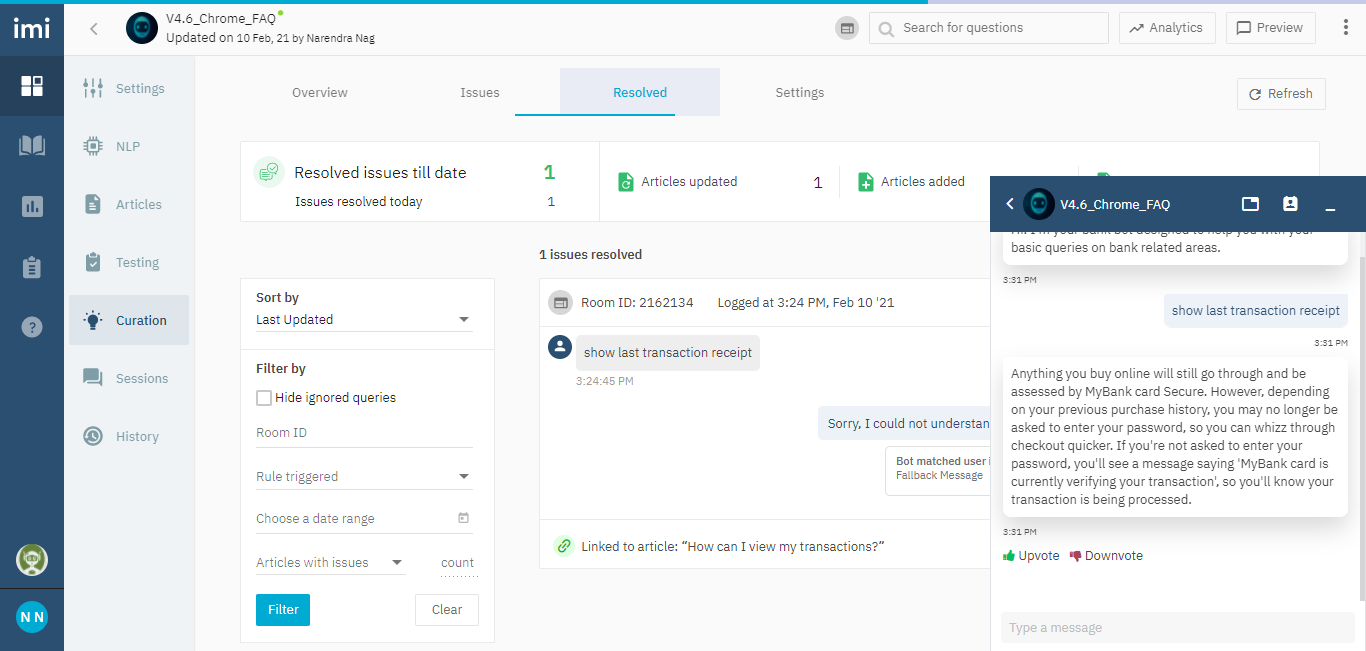 imi
V4.6_Chrome_FAQ
Updated on 10 Feb, 21 by Narendra Nag
Search for questions
Analytics
Preview
Settings
NLP
Articles
Testing
Curation
Sessions
History
N N
Overview
Issues
Resolved
Settings
Refresh
Resolved issues till date
1
Issues resolved today
1
Articles updated
1
Articles added
1 issues resolved
Sort by
Last Updated
Filter by
Hide ignored queries
Room ID
Rule triggered
Choose a date range
Articles with issues
count
Filter
Clear
Room ID: 2162134
Logged at 3:24 PM, Feb 10 '21
show last transaction receipt
3:24:45 PM
Sorry, I could not understan
Bot matched user i
Fallback Message
Linked to article: “How can I view my transactions?”
V4.6_Chrome_FAQ
Hi! I'm your bank bot designed to help you with your
basic queries on bank related areas.
3:31 PM
show last transaction receipt
3:31 PM
Anything you buy online will still go through and be
assessed by MyBank card Secure. However, depending
on your previous purchase history, you may no longer be
asked to enter your password, so you can whizz through
checkout quicker. If you're not asked to enter your
password, you'll see a message saying 'MyBank card is
currently verifying your transaction', so you'll know your
transaction is being processed.
3:31 PM
Upvote
Downvote
Type a message